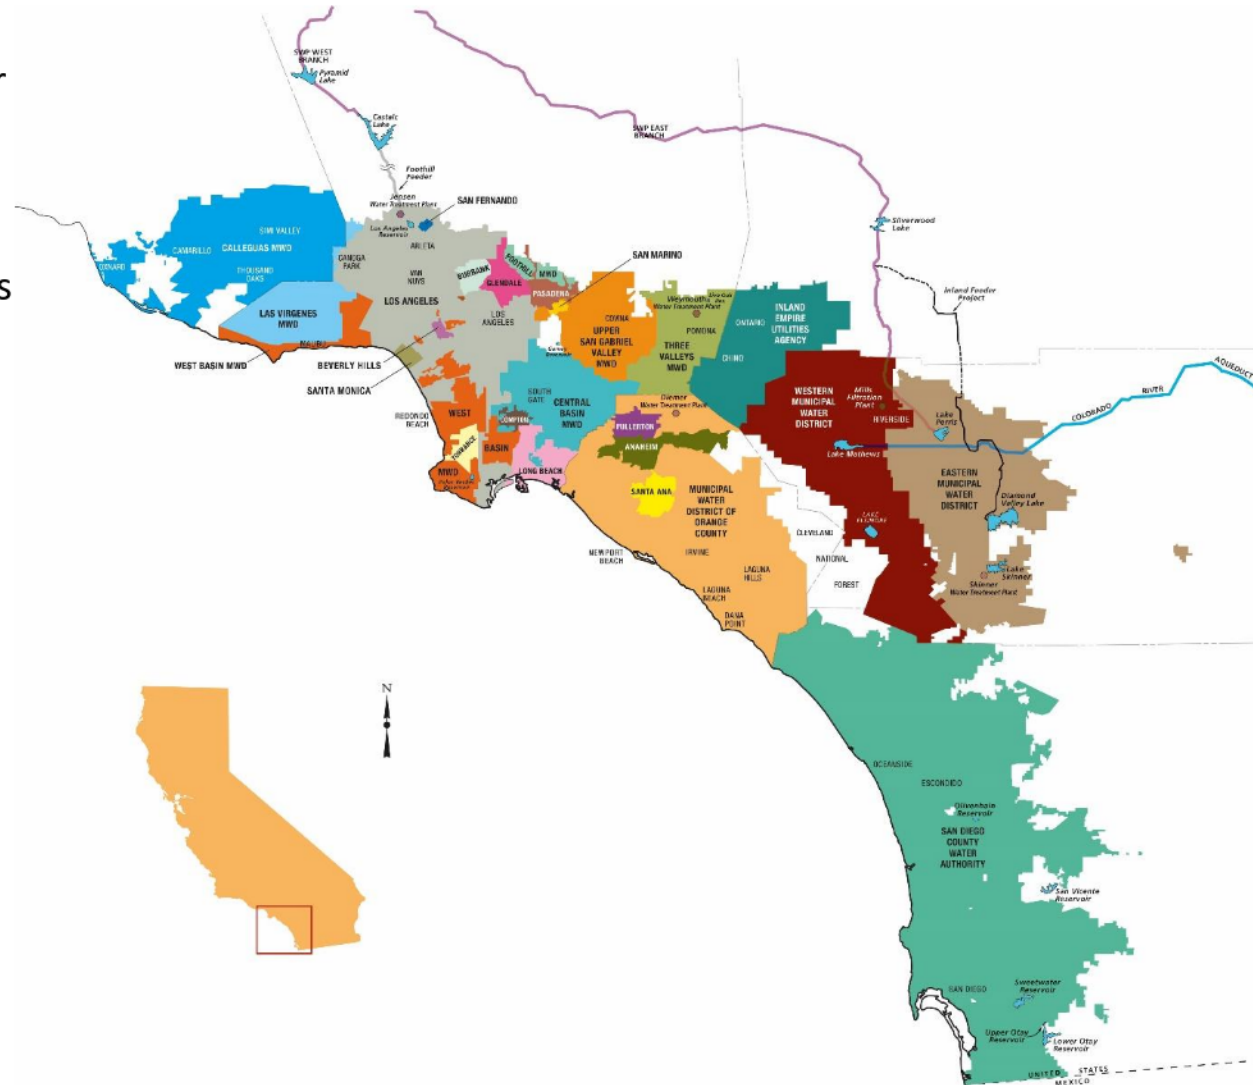 r
s
SWP WEST
BRANCH
Pyramid
Lake
Castaic
Lake
Foothill
Feeder
Jensen
Water Treatment Plant
SAN FERNANDO
Los Angeles
Reservoir
SWP EAST
BRANCH
Silverwood
Lake
Inland Feeder
Project
SIMI VALLEY
CAMARILLO
CALLEGUAS MWD
OXNARD
THOUSAND
OAKS
CANOGA
PARK
ARLETA
VAN
NUYS
LOS ANGELES
BURBANK
GLENDALE
FOOTHILL
MWD
PASADENA
SAN MARINO
LOS
ANGELES
LAS VIRGENES
MWD
MALIBU
WEST BASIN MWD
BEVERLY HILLS
SANTA MONICA
COVINA
UPPER
SAN GABRIEL
VALLEY
MWD
Weymouth
Water Treatment Plant
POMONA
THREE
VALLEYS
MWD
ONTARIO
CHINO
INLAND
EMPIRE
UTILITIES
AGENCY
REDONDO
BEACH
WEST
BASIN
MWD
TORRANCE
COMPTON
SOUTH
GATE
CENTRAL
BASIN
MWD
LONG BEACH
Diemer
Water Treatment Plant
FULLERTON
ANAHEIM
SANTA ANA
MUNICIPAL
WATER
DISTRICT OF
ORANGE
COUNTY
NEWPORT
BEACH
IRVINE
LAGUNA
HILLS
LAGUNA
BEACH
DANA
POINT
CLEVELAND
NATIONAL
FOREST
WESTERN
MUNICIPAL
WATER
DISTRICT
Mills
Filtration
Plant
RIVERSIDE
Lake
Perris
Lake Mathews
LAKE
ELSINORE
COLORADO
RIVER
AQUEDUCT
EASTERN
MUNICIPAL
WATER
DISTRICT
Diamond
Valley Lake
Lake
Skinner
Skinner
Water Treatment Plant
N
OCEANSIDE
ESCONDIDO
Olivenhain
Reservoir
SAN DIEGO
COUNTY
WATER
AUTHORITY
San Vicente
Reservoir
SAN DIEGO
Sweetwater
Reservoir
Upper Otay
Reservoir
Lower Otay
Reservoir
UNITED STATES
MEXICO